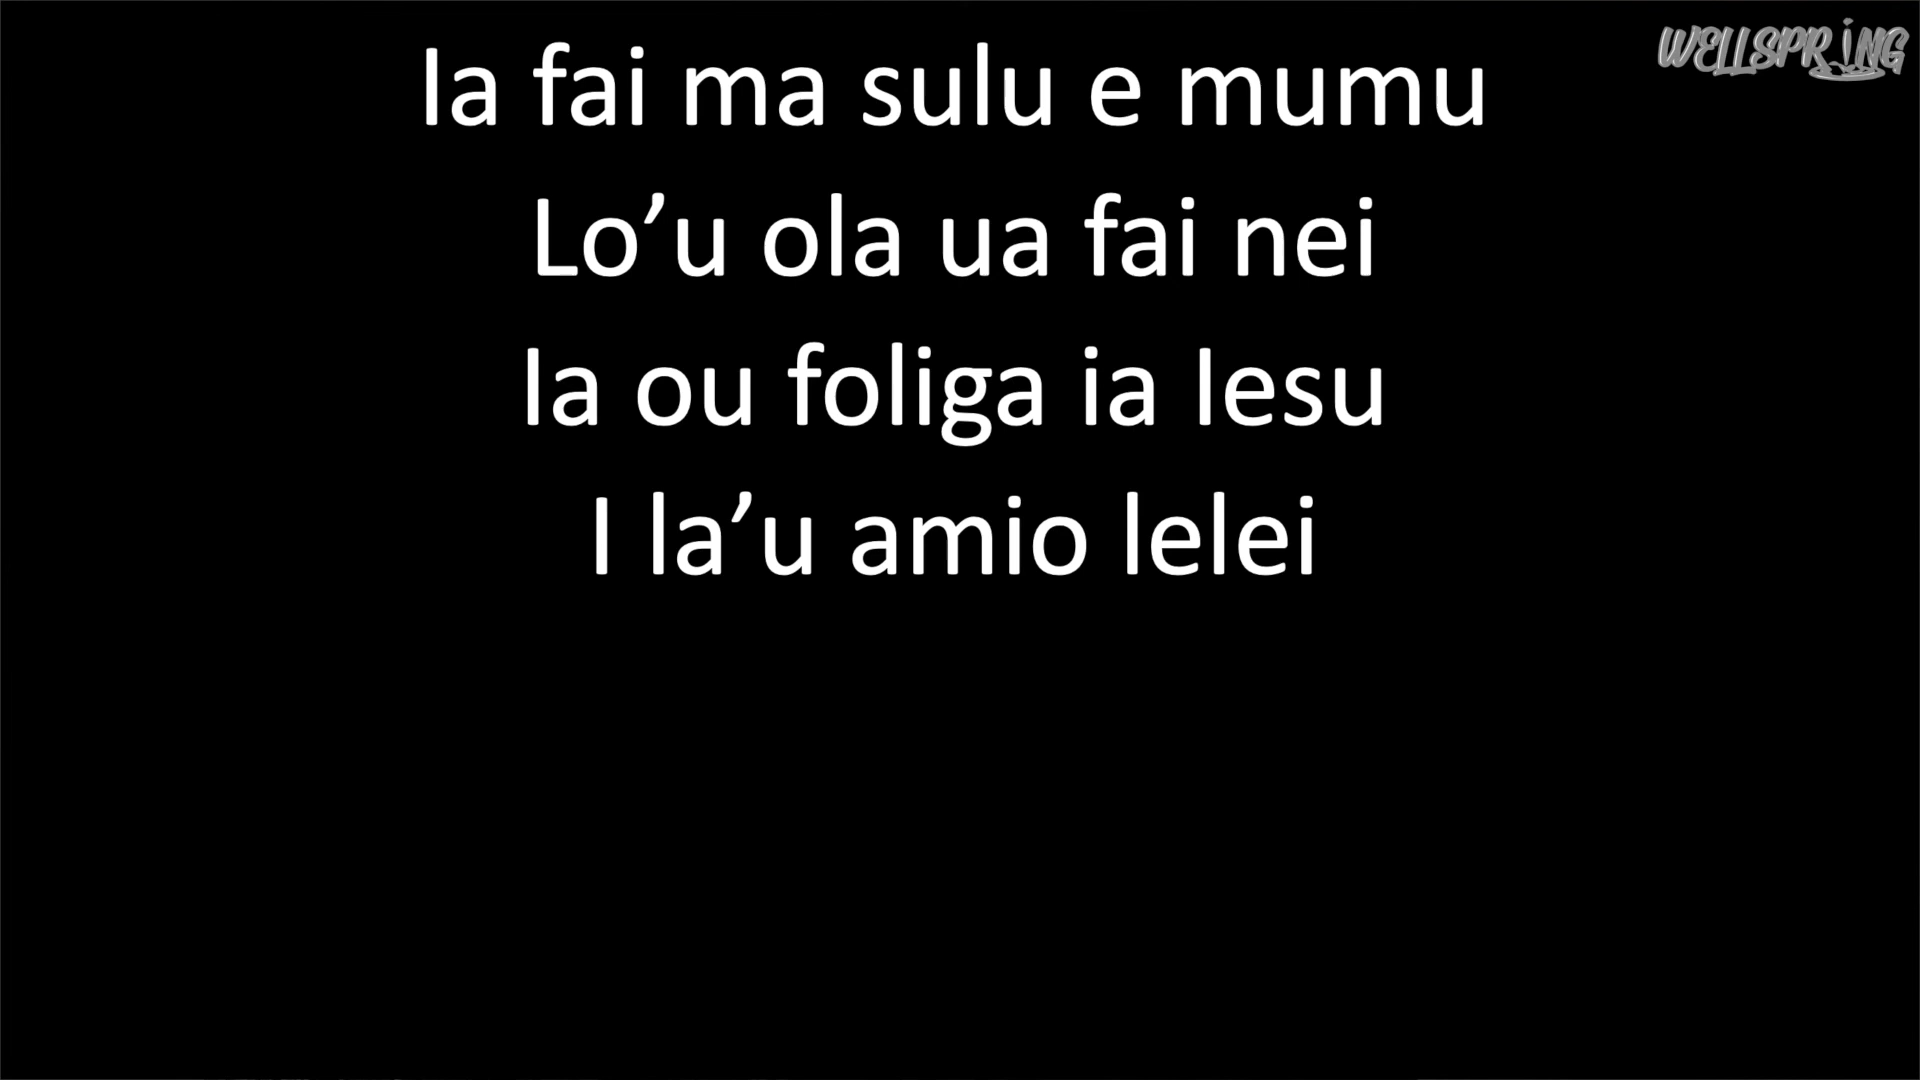 WELLSPRING
Ia fai ma sulu e mumu
Lo’u ola ua fai nei
Ia ou foliga ia Iesu
I la’u amio lelei